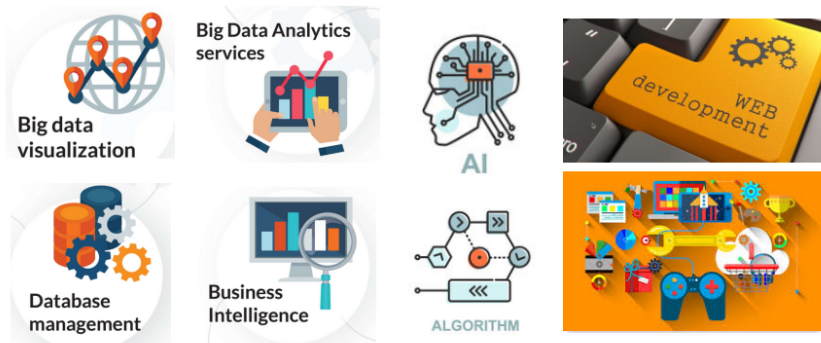 Big data
visualization
Big Data Analytics
services
AI
WEB
development
Database
management
Business
Intelligence
ALGORITHM